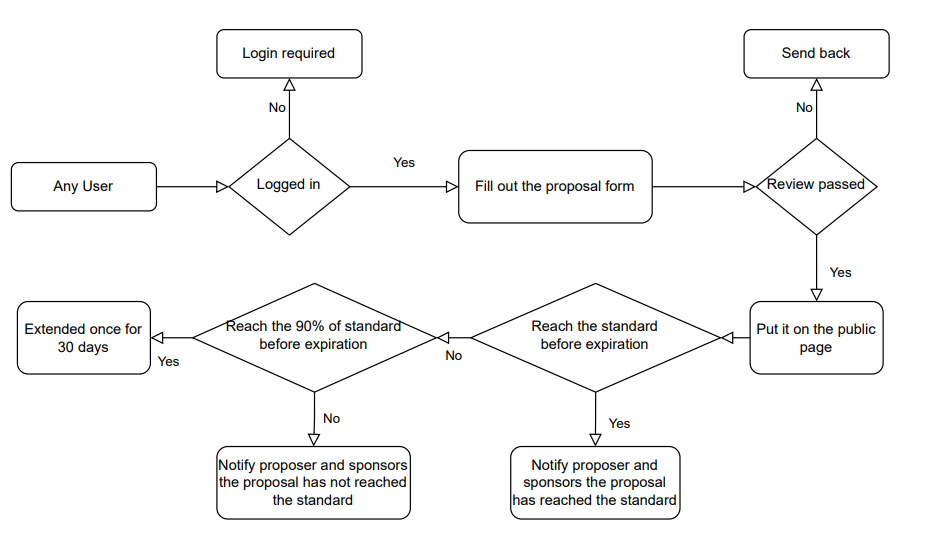 Login required
Send back
No
No
Any User
Logged in
Yes
Fill out the proposal form
Review passed
Yes
Extended once for
30 days
Yes
Reach the 90% of standard
before expiration
No
Reach the standard
before expiration
Put it on the public
page
No
Yes
Notify proposer and sponsors
the proposal has not reached
the standard
Notify proposer and
sponsors the proposal
has reached the standard